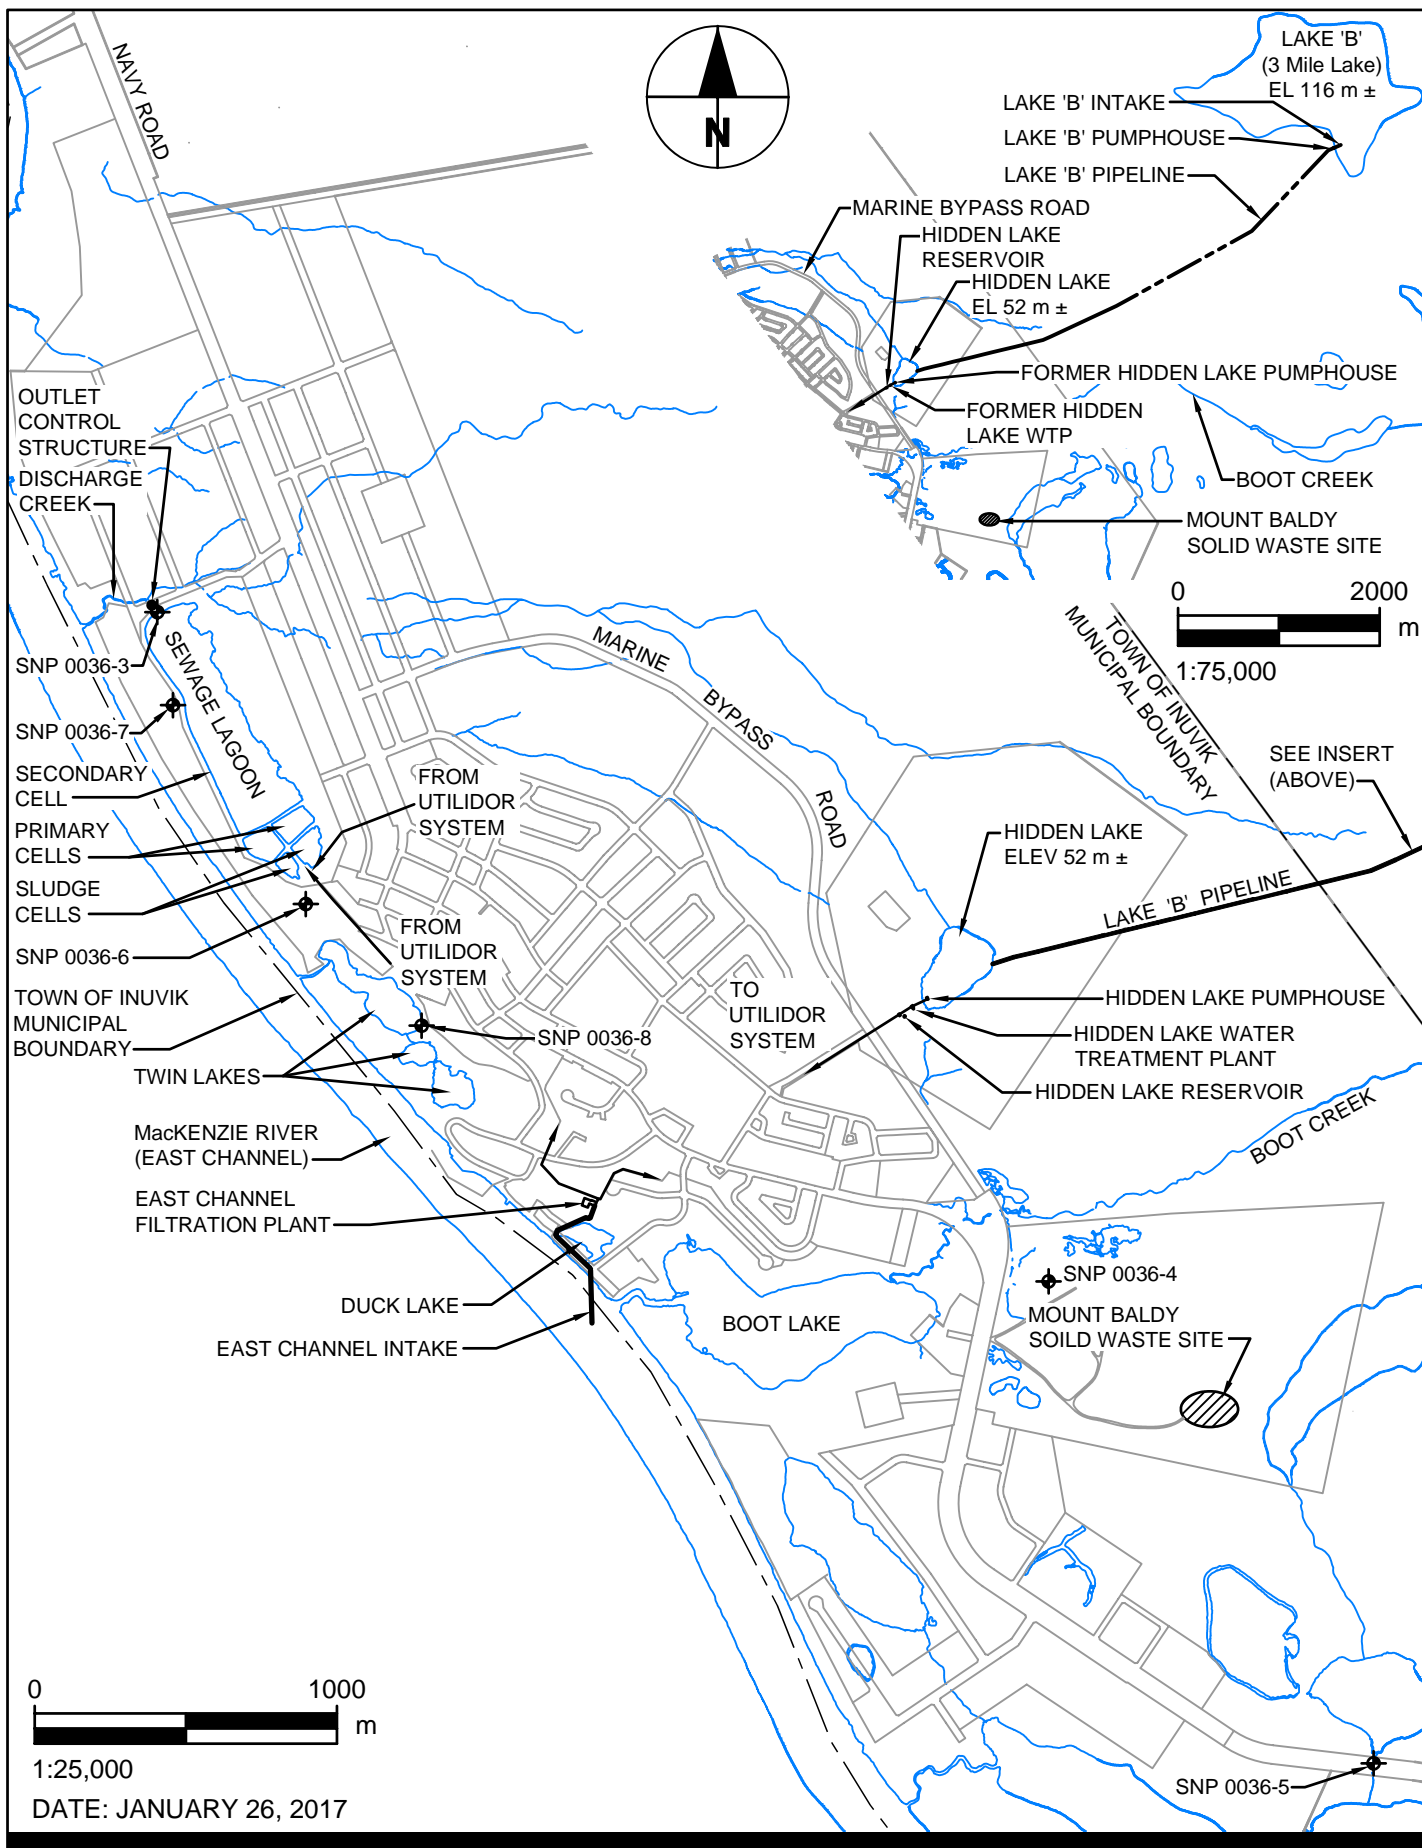 NAVY ROAD
N
LAKE 'B'
(3 Mile Lake)
EL 116 m ±
LAKE 'B' INTAKE
LAKE 'B' PUMPHOUSE
LAKE 'B' PIPELINE
MARINE BYPASS ROAD
HIDDEN LAKE
RESERVOIR
HIDDEN LAKE
EL 52 m ±
FORMER HIDDEN LAKE PUMPHOUSE
FORMER HIDDEN
LAKE WTP
BOOT CREEK
MOUNT BALDY
SOLID WASTE SITE
0 2000
m
1:75,000
OUTLET
CONTROL
STRUCTURE
DISCHARGE
CREEK
SNP 0036-3
SEWAGE LAGOON
SNP 0036-7
SECONDARY
CELL
PRIMARY
CELLS
SLUDGE
CELLS
SNP 0036-6
TOWN OF INUVIK
MUNICIPAL
BOUNDARY
TWIN LAKES
MacKENZIE RIVER
(EAST CHANNEL)
EAST CHANNEL
FILTRATION PLANT
DUCK LAKE
EAST CHANNEL INTAKE
FROM
UTILIDOR
SYSTEM
FROM
UTILIDOR
SYSTEM
SNP 0036-8
MARINE BYPASS ROAD
TOWN OF INUVIK
MUNICIPAL BOUNDARY
SEE INSERT
(ABOVE)
HIDDEN LAKE
ELEV 52 m ±
LAKE 'B' PIPELINE
TO
UTILIDOR
SYSTEM
HIDDEN LAKE PUMPHOUSE
HIDDEN LAKE WATER
TREATMENT PLANT
HIDDEN LAKE RESERVOIR
BOOT CREEK
SNP 0036-4
MOUNT BALDY
SOILD WASTE SITE
BOOT LAKE
SNP 0036-5
0 1000
m
1:25,000
DATE: JANUARY 26, 2017